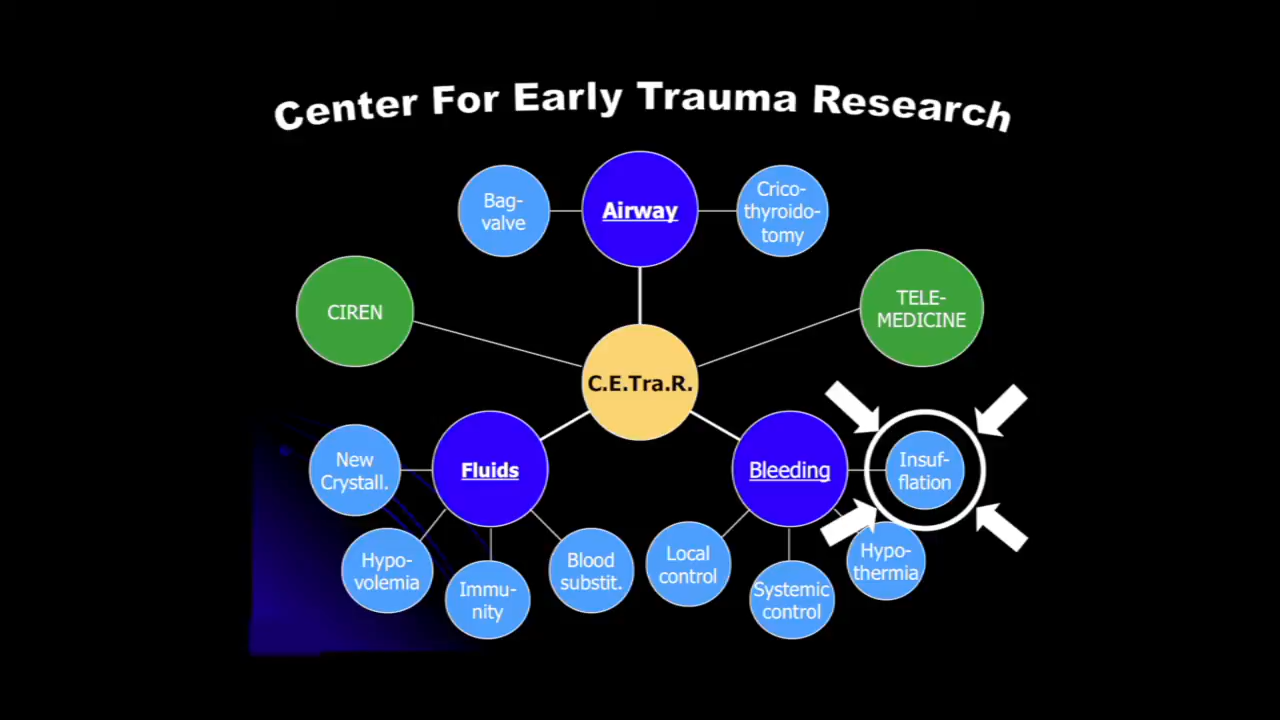 Center For Early Trauma Research
Bag-
valve
Airway
Crico-
thyroido-
tomy
CIREN
TELE-
MEDICINE
C.E.Tra.R.
New
Crystall.
Fluids
Bleeding
Insuf-
flation
Hypo-
volemia
Immu-
nity
Blood
substit.
Local
control
Systemic
control
Hypo-
thermia